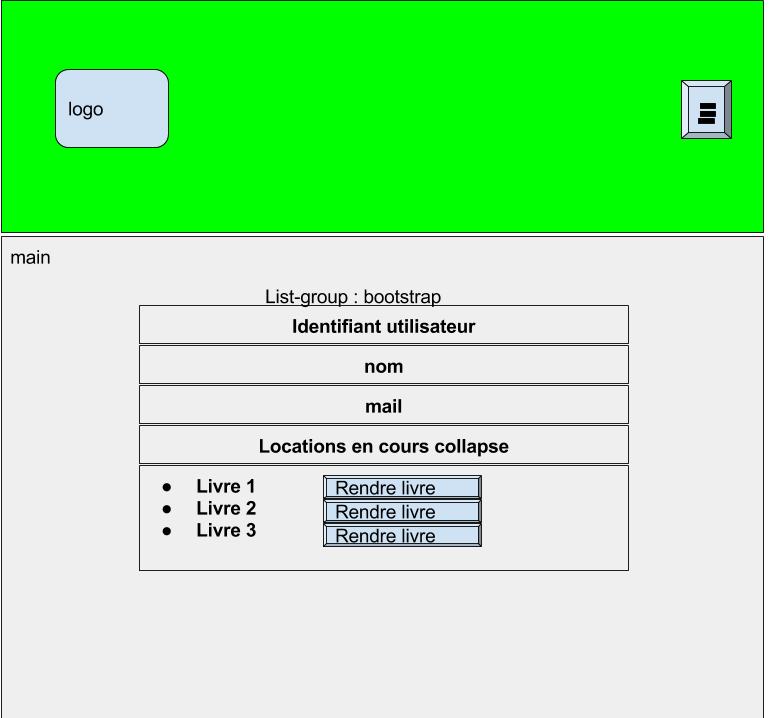 logo
main
List-group : bootstrap
Identifiant utilisateur
nom
mail
Locations en cours collapse
● Livre 1 Rendre livre
● Livre 2 Rendre livre
● Livre 3 Rendre livre